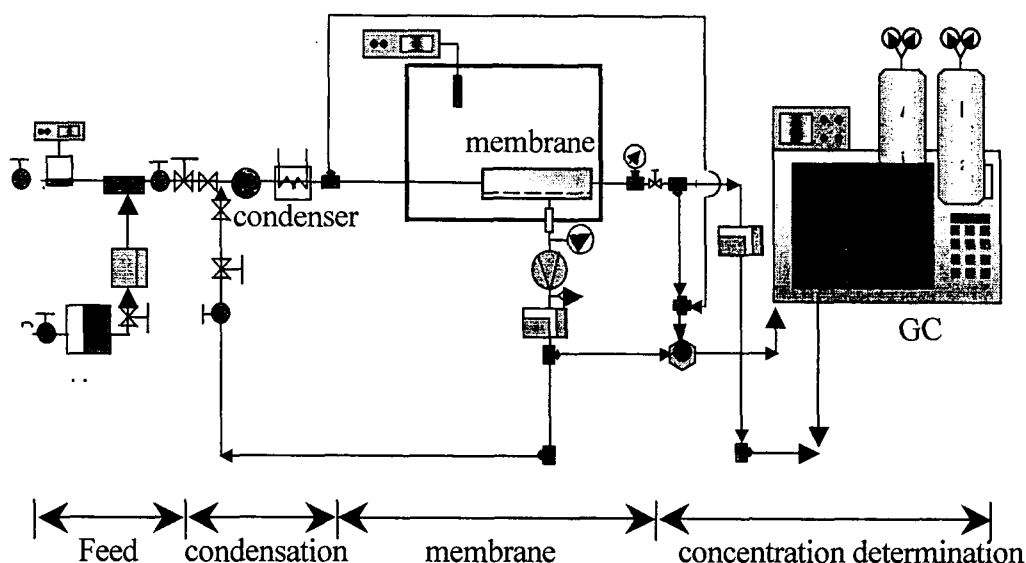 membrane
condenser
GC
Feed
condensation
membrane
concentration determination